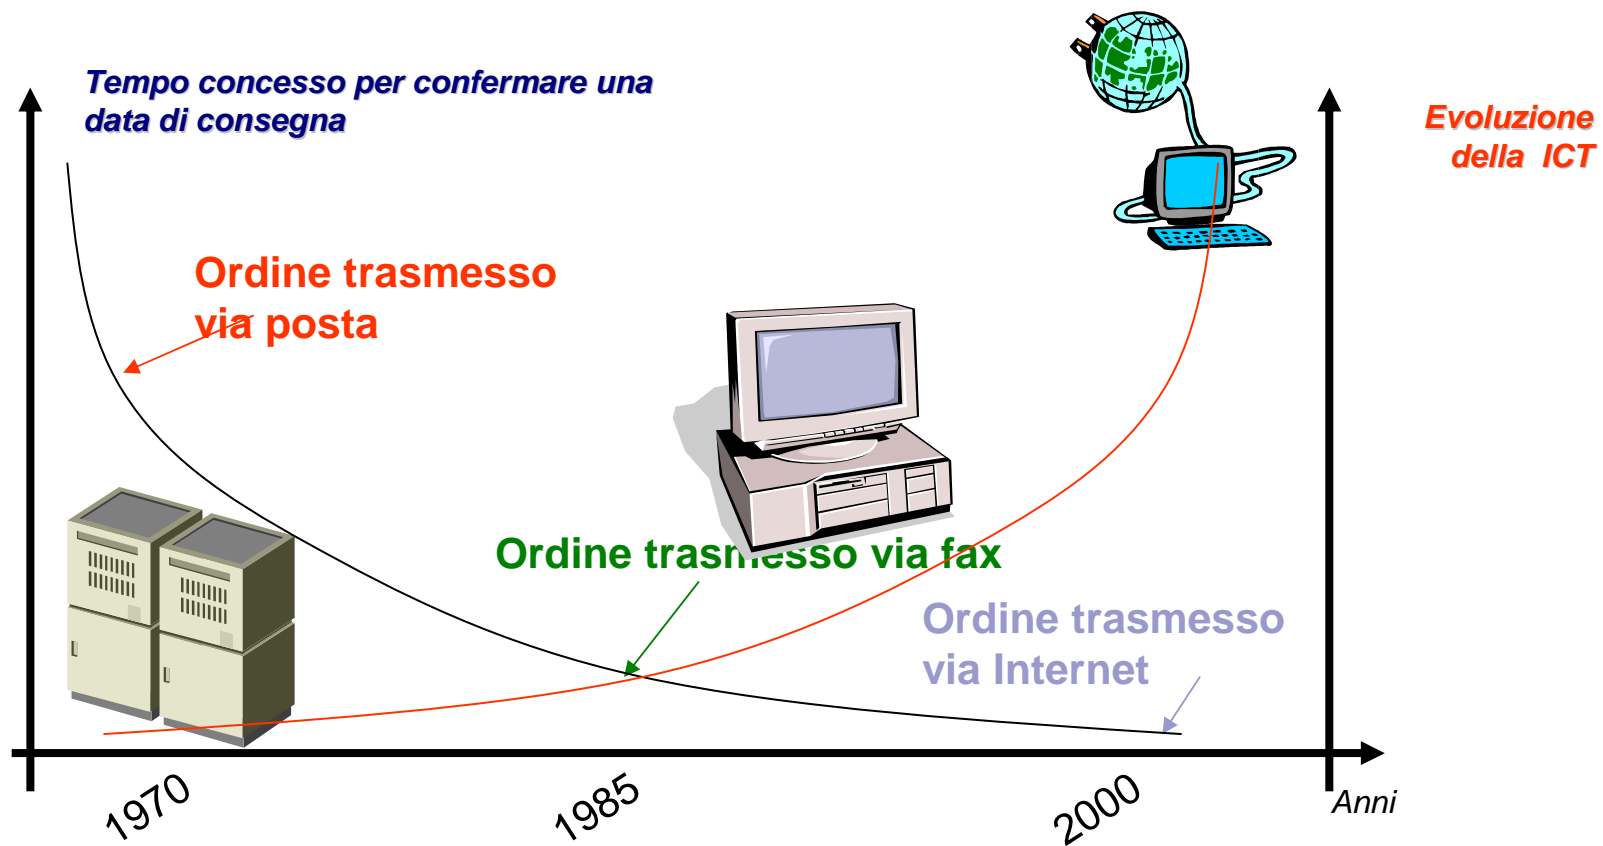 Tempo concesso per confermare una
data di consegna
Evoluzione
della ICT
Ordine trasmesso
via posta
Ordine trasmesso via fax
Ordine trasmesso
via Internet
1970
1985
2000
Anni